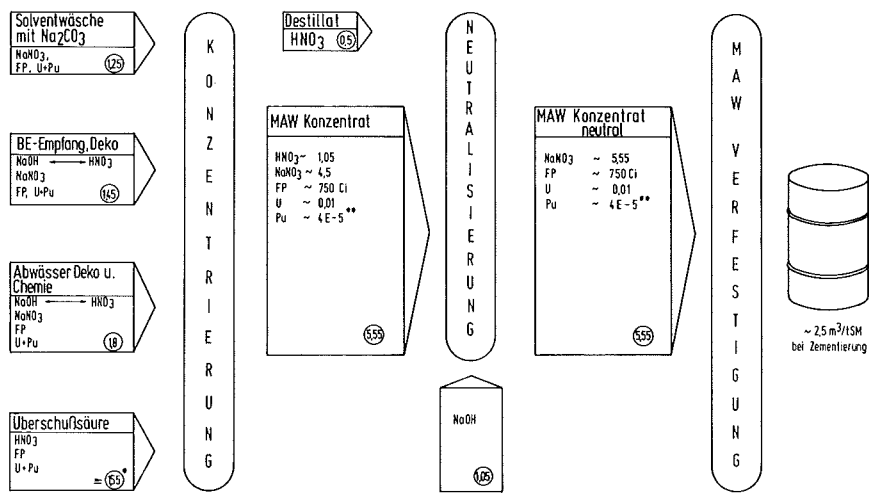 Solventwäsche
mit Na2CO3
NaNO3,
FP, U+Pu
1,25
BE-Empfang, Deko
NaOH ⟷ HNO3
NaNO3
FP, U+Pu
1,45
Abwässer Deko u.
Chemie
NaOH ⟷ HNO3
NaNO3
FP
U+Pu
1,8
Überschußsäure
HNO3
FP
U+Pu
= 1,55 *
KONZENTRIERUNG
Destillat
HNO3 0,5
MAW Konzentrat
HNO3 ~ 1,05
NaNO3 ~ 4,5
FP ~ 750 Ci
U ~ 0,01
Pu ~ 4E-5 **
5,55
NEUTRALISIERUNG
NaOH
1,05
MAW Konzentrat
neutral
NaNO3 ~ 5,55
FP ~ 750 Ci
U ~ 0,01
Pu ~ 4E-5 **
5,55
MAW VERFESTIGUNG
~ 2,5 m³/tSM
bei Zementierung